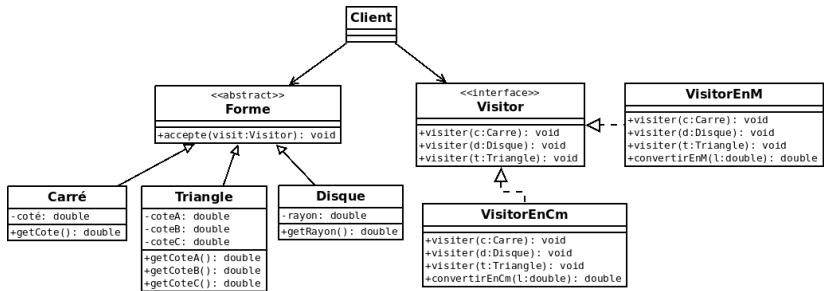 Client
<<abstract>>
Forme
+accepte(visit:Visitor): void
<<interface>>
Visitor
+visiter(c:Carre): void
+visiter(d:Disque): void
+visiter(t:Triangle): void
VisitorEnM
+visiter(c:Carre): void
+visiter(d:Disque): void
+visiter(t:Triangle): void
+convertirEnM(l:double): double
Carré
-coté: double
+getCote(): double
Triangle
-coteA: double
-coteB: double
-coteC: double
+getCoteA(): double
+getCoteB(): double
+getCoteC(): double
Disque
-rayon: double
+getRayon(): double
VisitorEnCm
+visiter(c:Carre): void
+visiter(d:Disque): void
+visiter(t:Triangle): void
+convertirEnCm(l:double): double